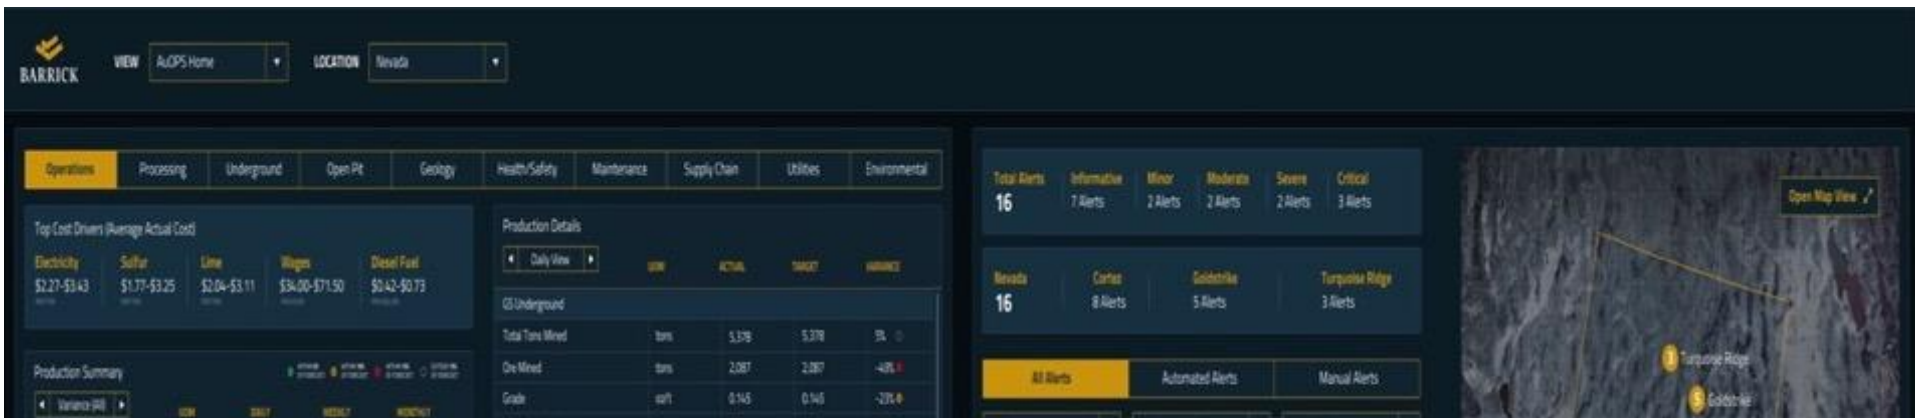 BARRICK
VIEW AuOPS Home LOCATION Nevada
Operations Processing Underground Open Pit Geology Health/Safety Maintenance Supply Chain Utilities Environmental
Top Cost Drivers (Average Actual Cost)
Electricity Sulfur Lime Wages Diesel Fuel
$2.27-$3.43 $1.77-$3.25 $2.04-$3.11 $34.00-$71.50 $0.42-$0.73
Production Summary
Variance (All)
UOM DAILY WEEKLY MONTHLY
Production Details
Daily View UOM ACTUAL TARGET VARIANCE
GS Underground
Total Tons Mined tons 5,378 5,378 5%
Ore Mined tons 2,087 2,087 -43%
Grade oz/t 0.145 0.145 -23%
Total Alerts Informative Minor Moderate Severe Critical
16 7 Alerts 2 Alerts 2 Alerts 2 Alerts 3 Alerts
Nevada Cortez Goldstrike Turquoise Ridge
16 8 Alerts 5 Alerts 3 Alerts
All Alerts Automated Alerts Manual Alerts
Open Map View
3 Turquoise Ridge
5 Goldstrike